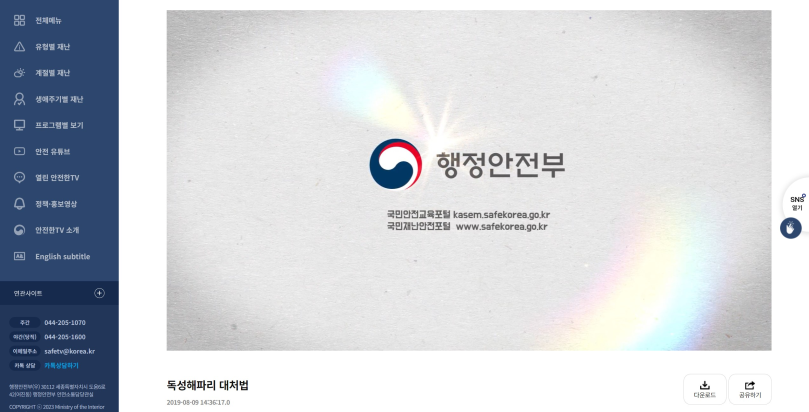 전체메뉴
유형별 재난
계절별 재난
생애주기별 재난
프로그램별 보기
안전 유튜브
열린 안전한TV
정책·홍보영상
안전한TV 소개
English subtitle
연관사이트
주간 044-205-1070
야간(당직) 044-205-1600
이메일주소 safetv@korea.kr
카톡 상담 카톡상담하기
행정안전부(우) 30112 세종특별자치시 도움6로
42(어진동) 행정안전부 안전소통담당관실
COPYRIGHT ⓒ 2023 Ministry of the Interior
행정안전부
국민안전교육포털 kasem.safekorea.go.kr
국민재난안전포털 www.safekorea.go.kr
독성해파리 대처법
2019-08-09 14:36:17.0
다운로드
공유하기
SNS
열기